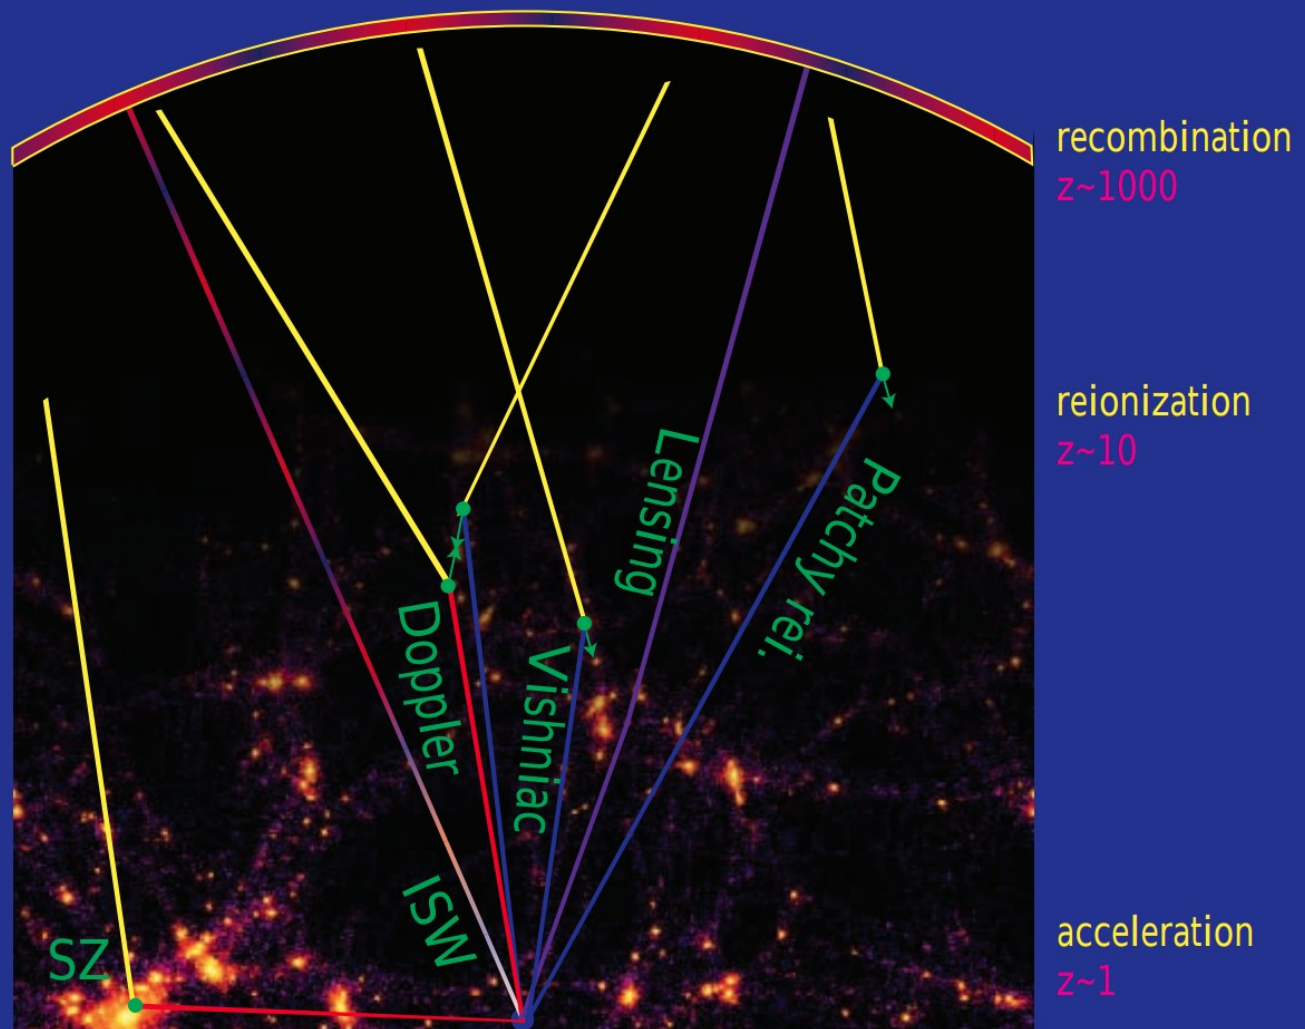 recombination
z~1000
reionization
z~10
Lensing
Patchy rei.
Doppler
Vishniac
ISW
SZ
acceleration
z~1